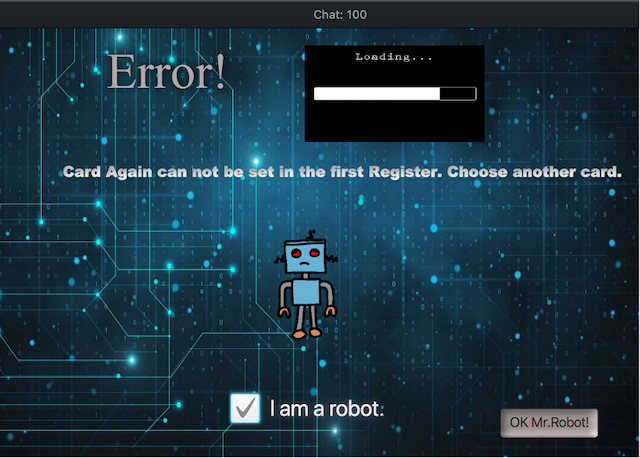 Chat: 100
Error!
Loading...
Card Again can not be set in the first Register. Choose another card.
I am a robot.
OK Mr.Robot!